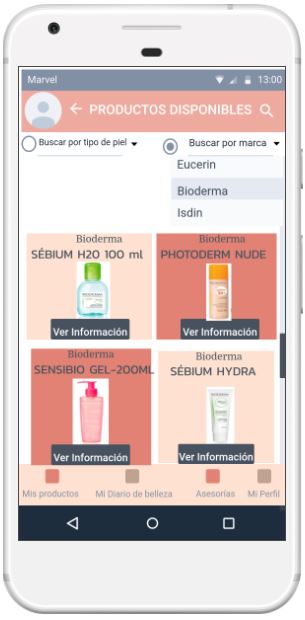 Marvel 13:00
PRODUCTOS DISPONIBLES
Buscar por tipo de piel
Buscar por marca
Eucerin
Bioderma
Isdin
Bioderma
SÉBIUM H2O 100 ml
Ver Información
Bioderma
PHOTODERM NUDE
Ver Información
Bioderma
SENSIBIO GEL-200ML
Ver Información
Bioderma
SÉBIUM HYDRA
Ver Información
Mis productos
Mi Diario de belleza
Asesorías
Mi Perfil